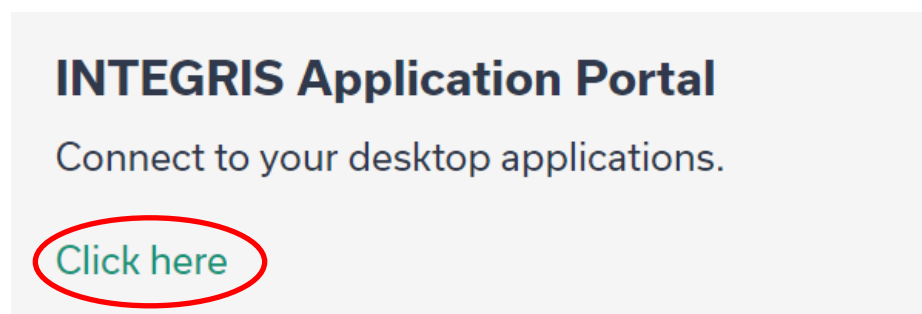 INTEGRIS Application Portal
Connect to your desktop applications.
Click here